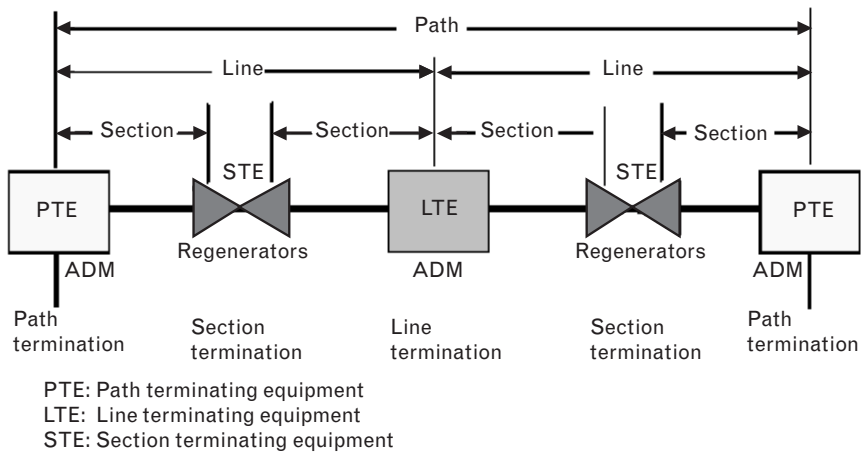 Path
Line Line
Section Section Section Section
STE STE
PTE LTE PTE
Regenerators Regenerators
ADM ADM ADM
Path termination Section termination Line termination Section termination Path termination
PTE: Path terminating equipment
LTE: Line terminating equipment
STE: Section terminating equipment